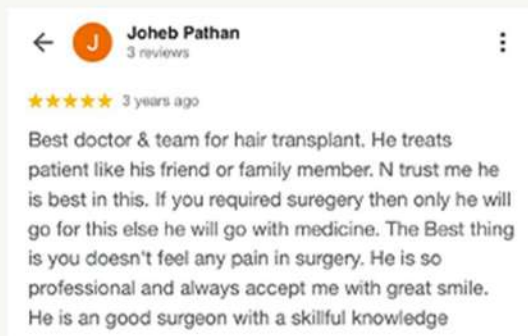 J
Joheb Pathan
3 reviews
3 years ago
Best doctor & team for hair transplant. He treats
patient like his friend or family member. N trust me he
is best in this. If you required suregery then only he will
go for this else he will go with medicine. The Best thing
is you doesn't feel any pain in surgery. He is so
professional and always accept me with great smile.
He is an good surgeon with a skillful knowledge